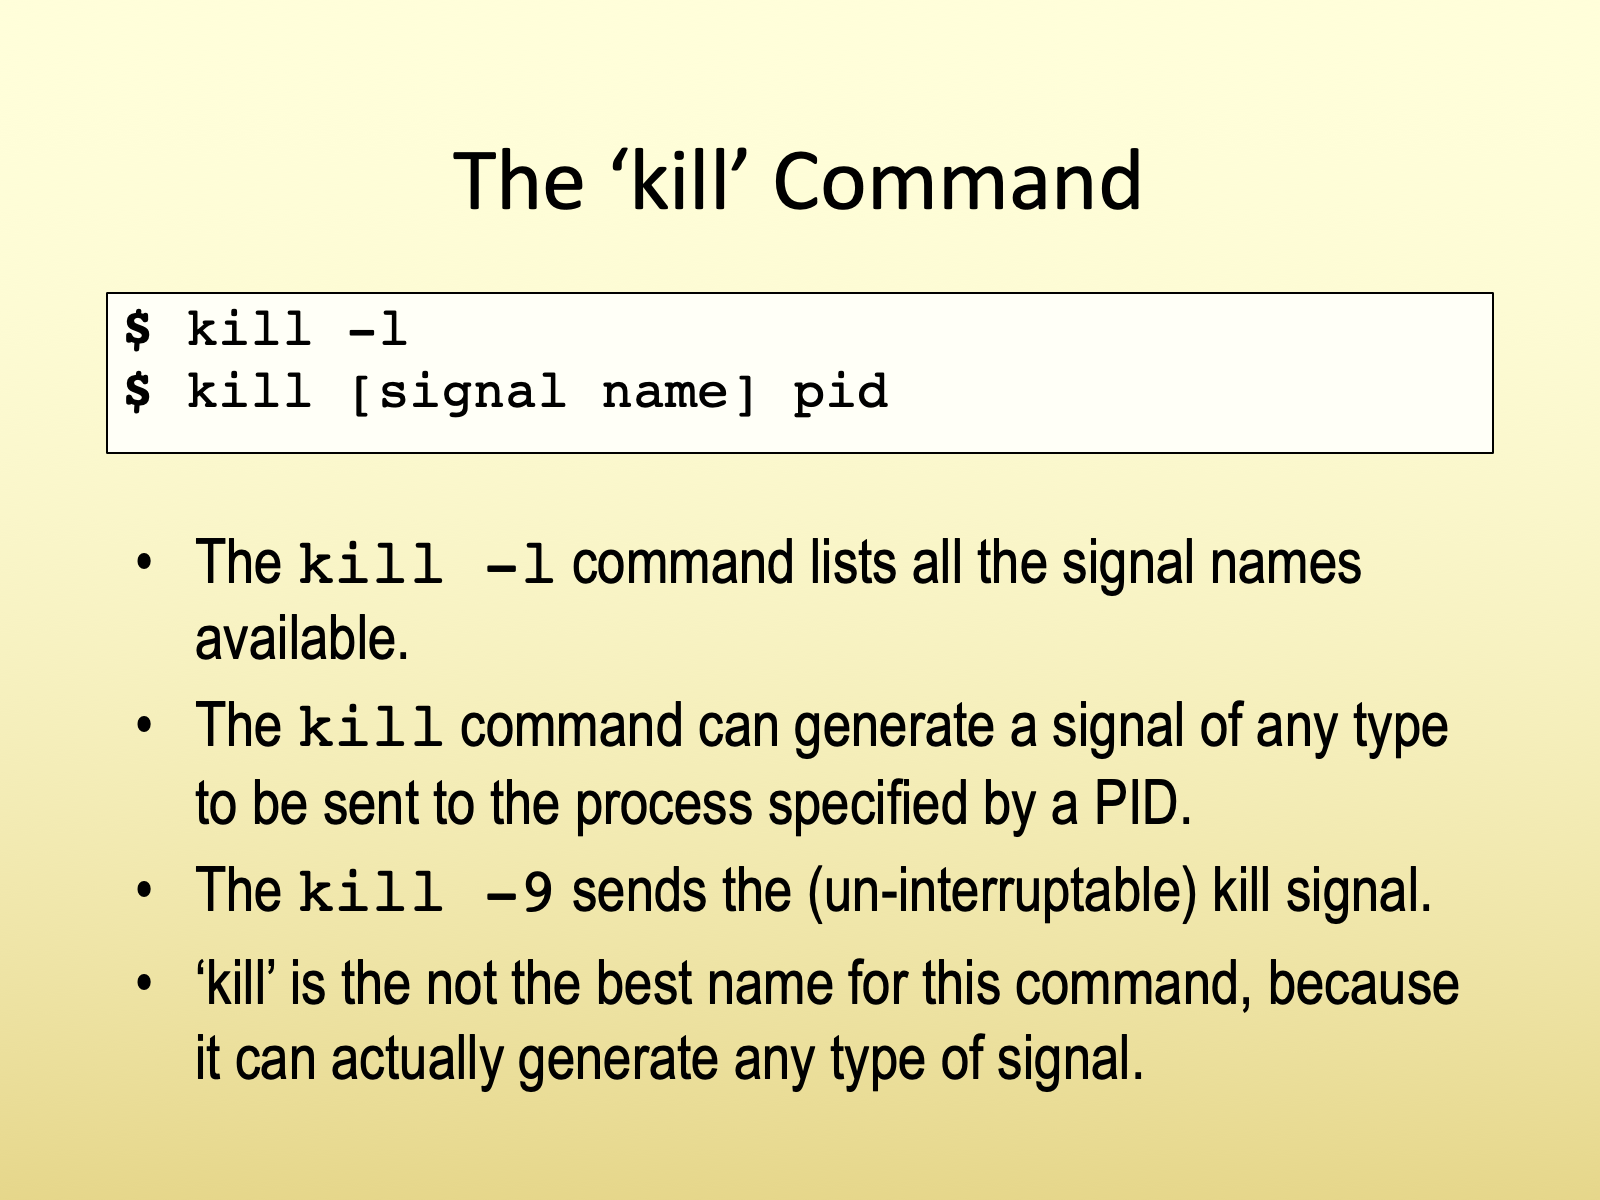 The ‘kill’ Command
$ kill –l
$ kill [signal name] pid
• The kill –l command lists all the signal names
available.
• The kill command can generate a signal of any type
to be sent to the process specified by a PID.
• The kill –9 sends the (un-interruptable) kill signal.
• ‘kill’ is the not the best name for this command, because
it can actually generate any type of signal.